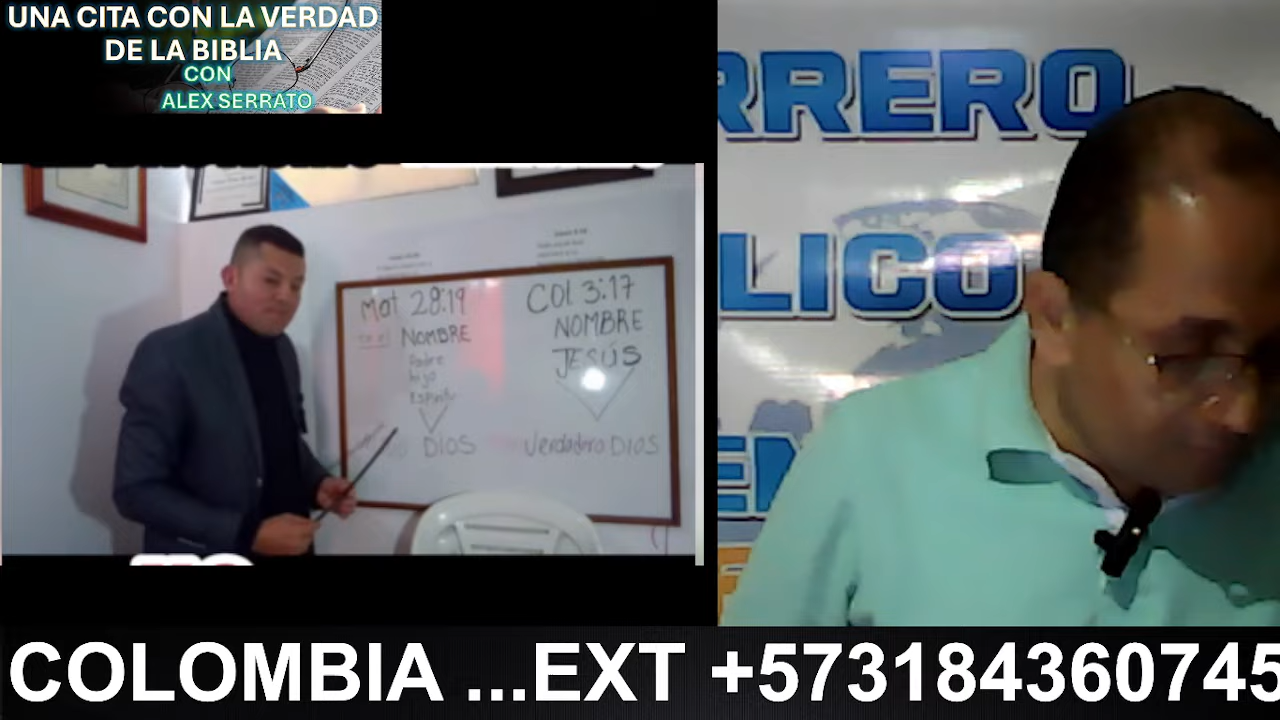 UNA CITA CON LA VERDAD
DE LA BIBLIA
CON
ALEX SERRATO
RRERO
LICO
EN
Mat 28:19
NOMBRE
Padre
hijo
DIOS
COl 3:17
NOMBRE
JESÚS
Verdadero DIOS
COLOMBIA ...EXT +573184360745